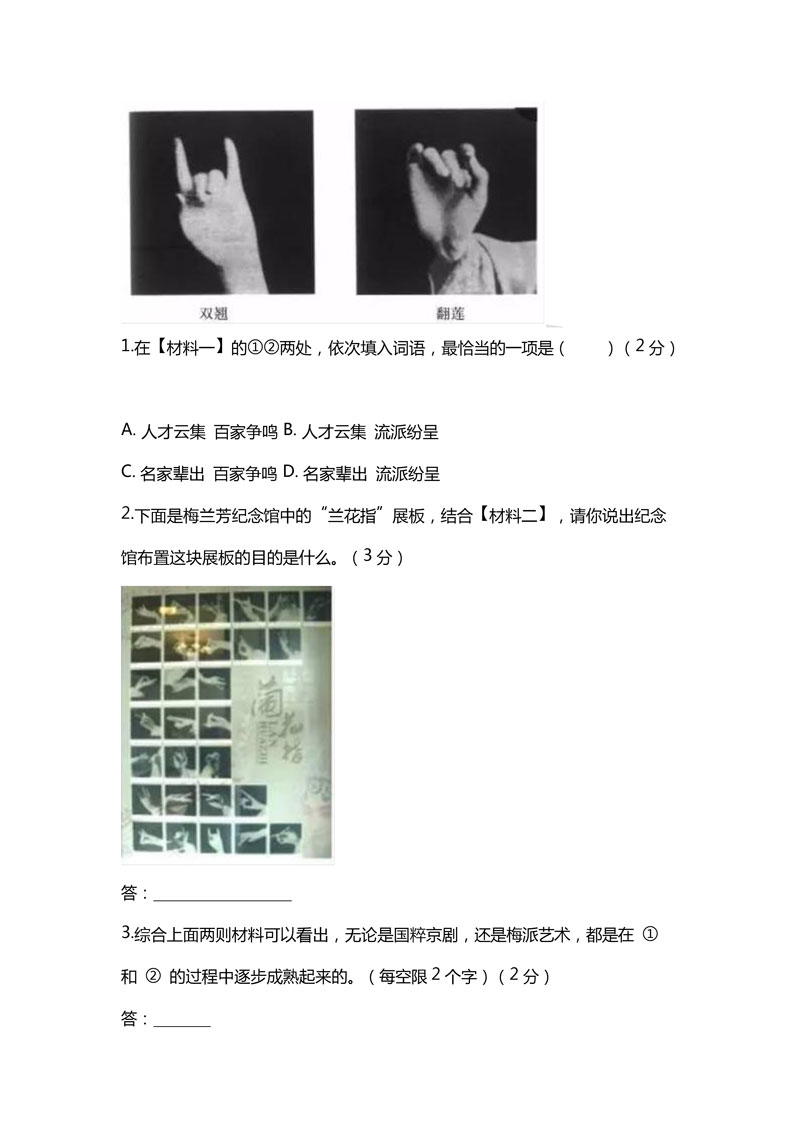 双翘
翻莲
1.在【材料一】的①②两处，依次填入词语，最恰当的一项是（ ）（2分）
A. 人才云集 百家争鸣 B. 人才云集 流派纷呈
C. 名家辈出 百家争鸣 D. 名家辈出 流派纷呈
2.下面是梅兰芳纪念馆中的“兰花指”展板，结合【材料二】，请你说出纪念
馆布置这块展板的目的是什么。（3分）
兰花指
LAN
HUAZHI
答：__________________
3.综合上面两则材料可以看出，无论是国粹京剧，还是梅派艺术，都是在 ①
和 ② 的过程中逐步成熟起来的。（每空限2个字）（2分）
答：______